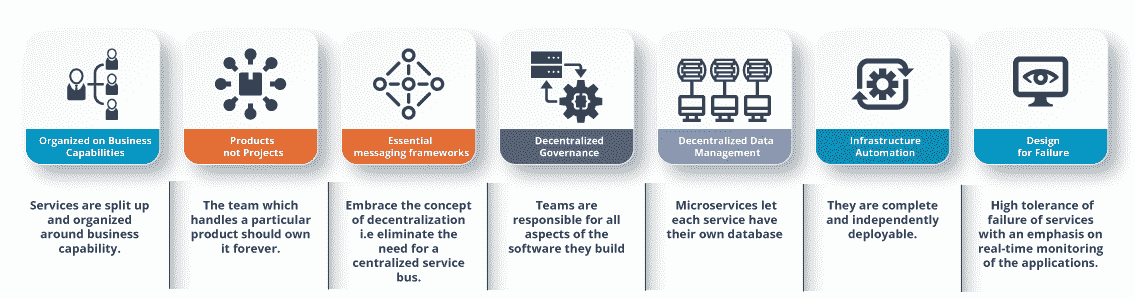 Organized on Business
Capabilities
Products
not Projects
Essential
messaging frameworks
Decentralized
Governance
Decentralized Data
Management
Infrastructure
Automation
Design
for Failure
Services are split up
and organized
around business
capability.
The team which
handles a particular
product should own
it forever.
Embrace the concept
of decentralization
i.e eliminate the
need for a
centralized service
bus.
Teams are
responsible for all
aspects of the
software they build
Microservices let
each service have
their own database
They are complete
and independently
deployable.
High tolerance of
failure of services
with an emphasis on
real-time monitoring
of the applications.